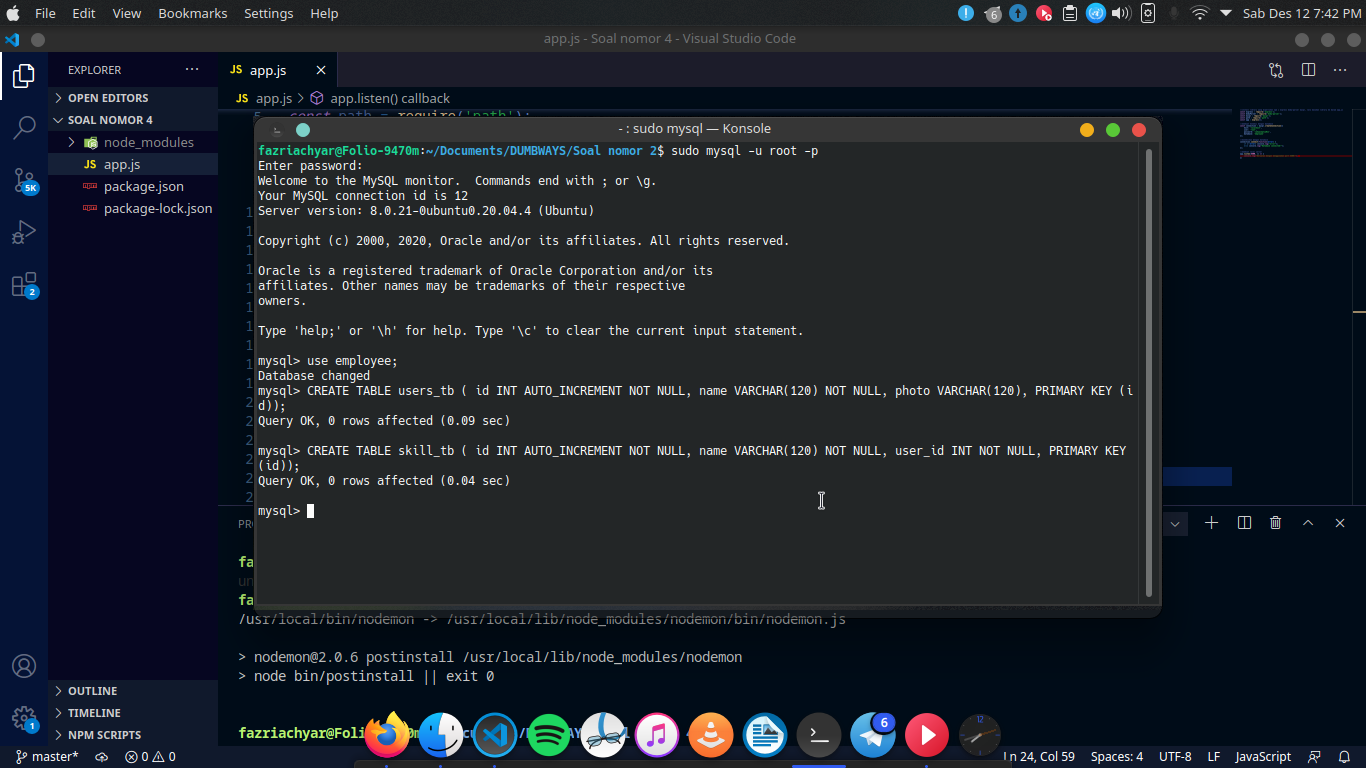 File Edit View Bookmarks Settings Help
6
Sab Des 12 7:42 PM
app.js - Soal nomor 4 - Visual Studio Code
EXPLORER
OPEN EDITORS
SOAL NOMOR 4
node_modules
JS app.js
package.json
package-lock.json
OUTLINE
TIMELINE
NPM SCRIPTS
5K
2
1
JS app.js
JS app.js > app.listen() callback
const path = require('path');
- : sudo mysql — Konsole
fazriachyar@Folio-9470m:~/Documents/DUMBWAYS/Soal nomor 2$ sudo mysql -u root -p
Enter password:
Welcome to the MySQL monitor.  Commands end with ; or \g.
Your MySQL connection id is 12
Server version: 8.0.21-0ubuntu0.20.04.4 (Ubuntu)
Copyright (c) 2000, 2020, Oracle and/or its affiliates. All rights reserved.
Oracle is a registered trademark of Oracle Corporation and/or its
affiliates. Other names may be trademarks of their respective
owners.
Type 'help;' or '\h' for help. Type '\c' to clear the current input statement.
mysql> use employee;
Database changed
mysql> CREATE TABLE users_tb ( id INT AUTO_INCREMENT NOT NULL, name VARCHAR(120) NOT NULL, photo VARCHAR(120), PRIMARY KEY (i
d));
Query OK, 0 rows affected (0.09 sec)
mysql> CREATE TABLE skill_tb ( id INT AUTO_INCREMENT NOT NULL, name VARCHAR(120) NOT NULL, user_id INT NOT NULL, PRIMARY KEY
(id));
Query OK, 0 rows affected (0.04 sec)
mysql>
/usr/local/bin/nodemon -> /usr/local/lib/node_modules/nodemon/bin/nodemon.js
> nodemon@2.0.6 postinstall /usr/local/lib/node_modules/nodemon
> node bin/postinstall || exit 0
6
12
master* 0 0
Ln 24, Col 59 Spaces: 4 UTF-8 LF JavaScript